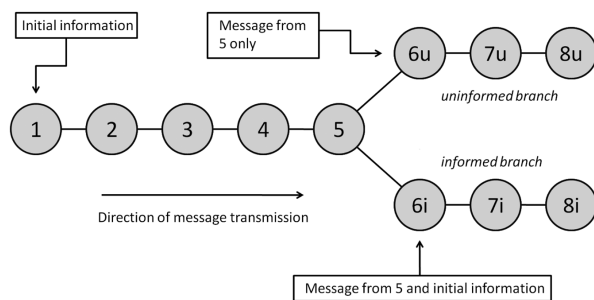 Initial information
Message from
5 only
6u
7u
8u
uninformed branch
1
2
3
4
5
informed branch
6i
7i
8i
Direction of message transmission
Message from 5 and initial information